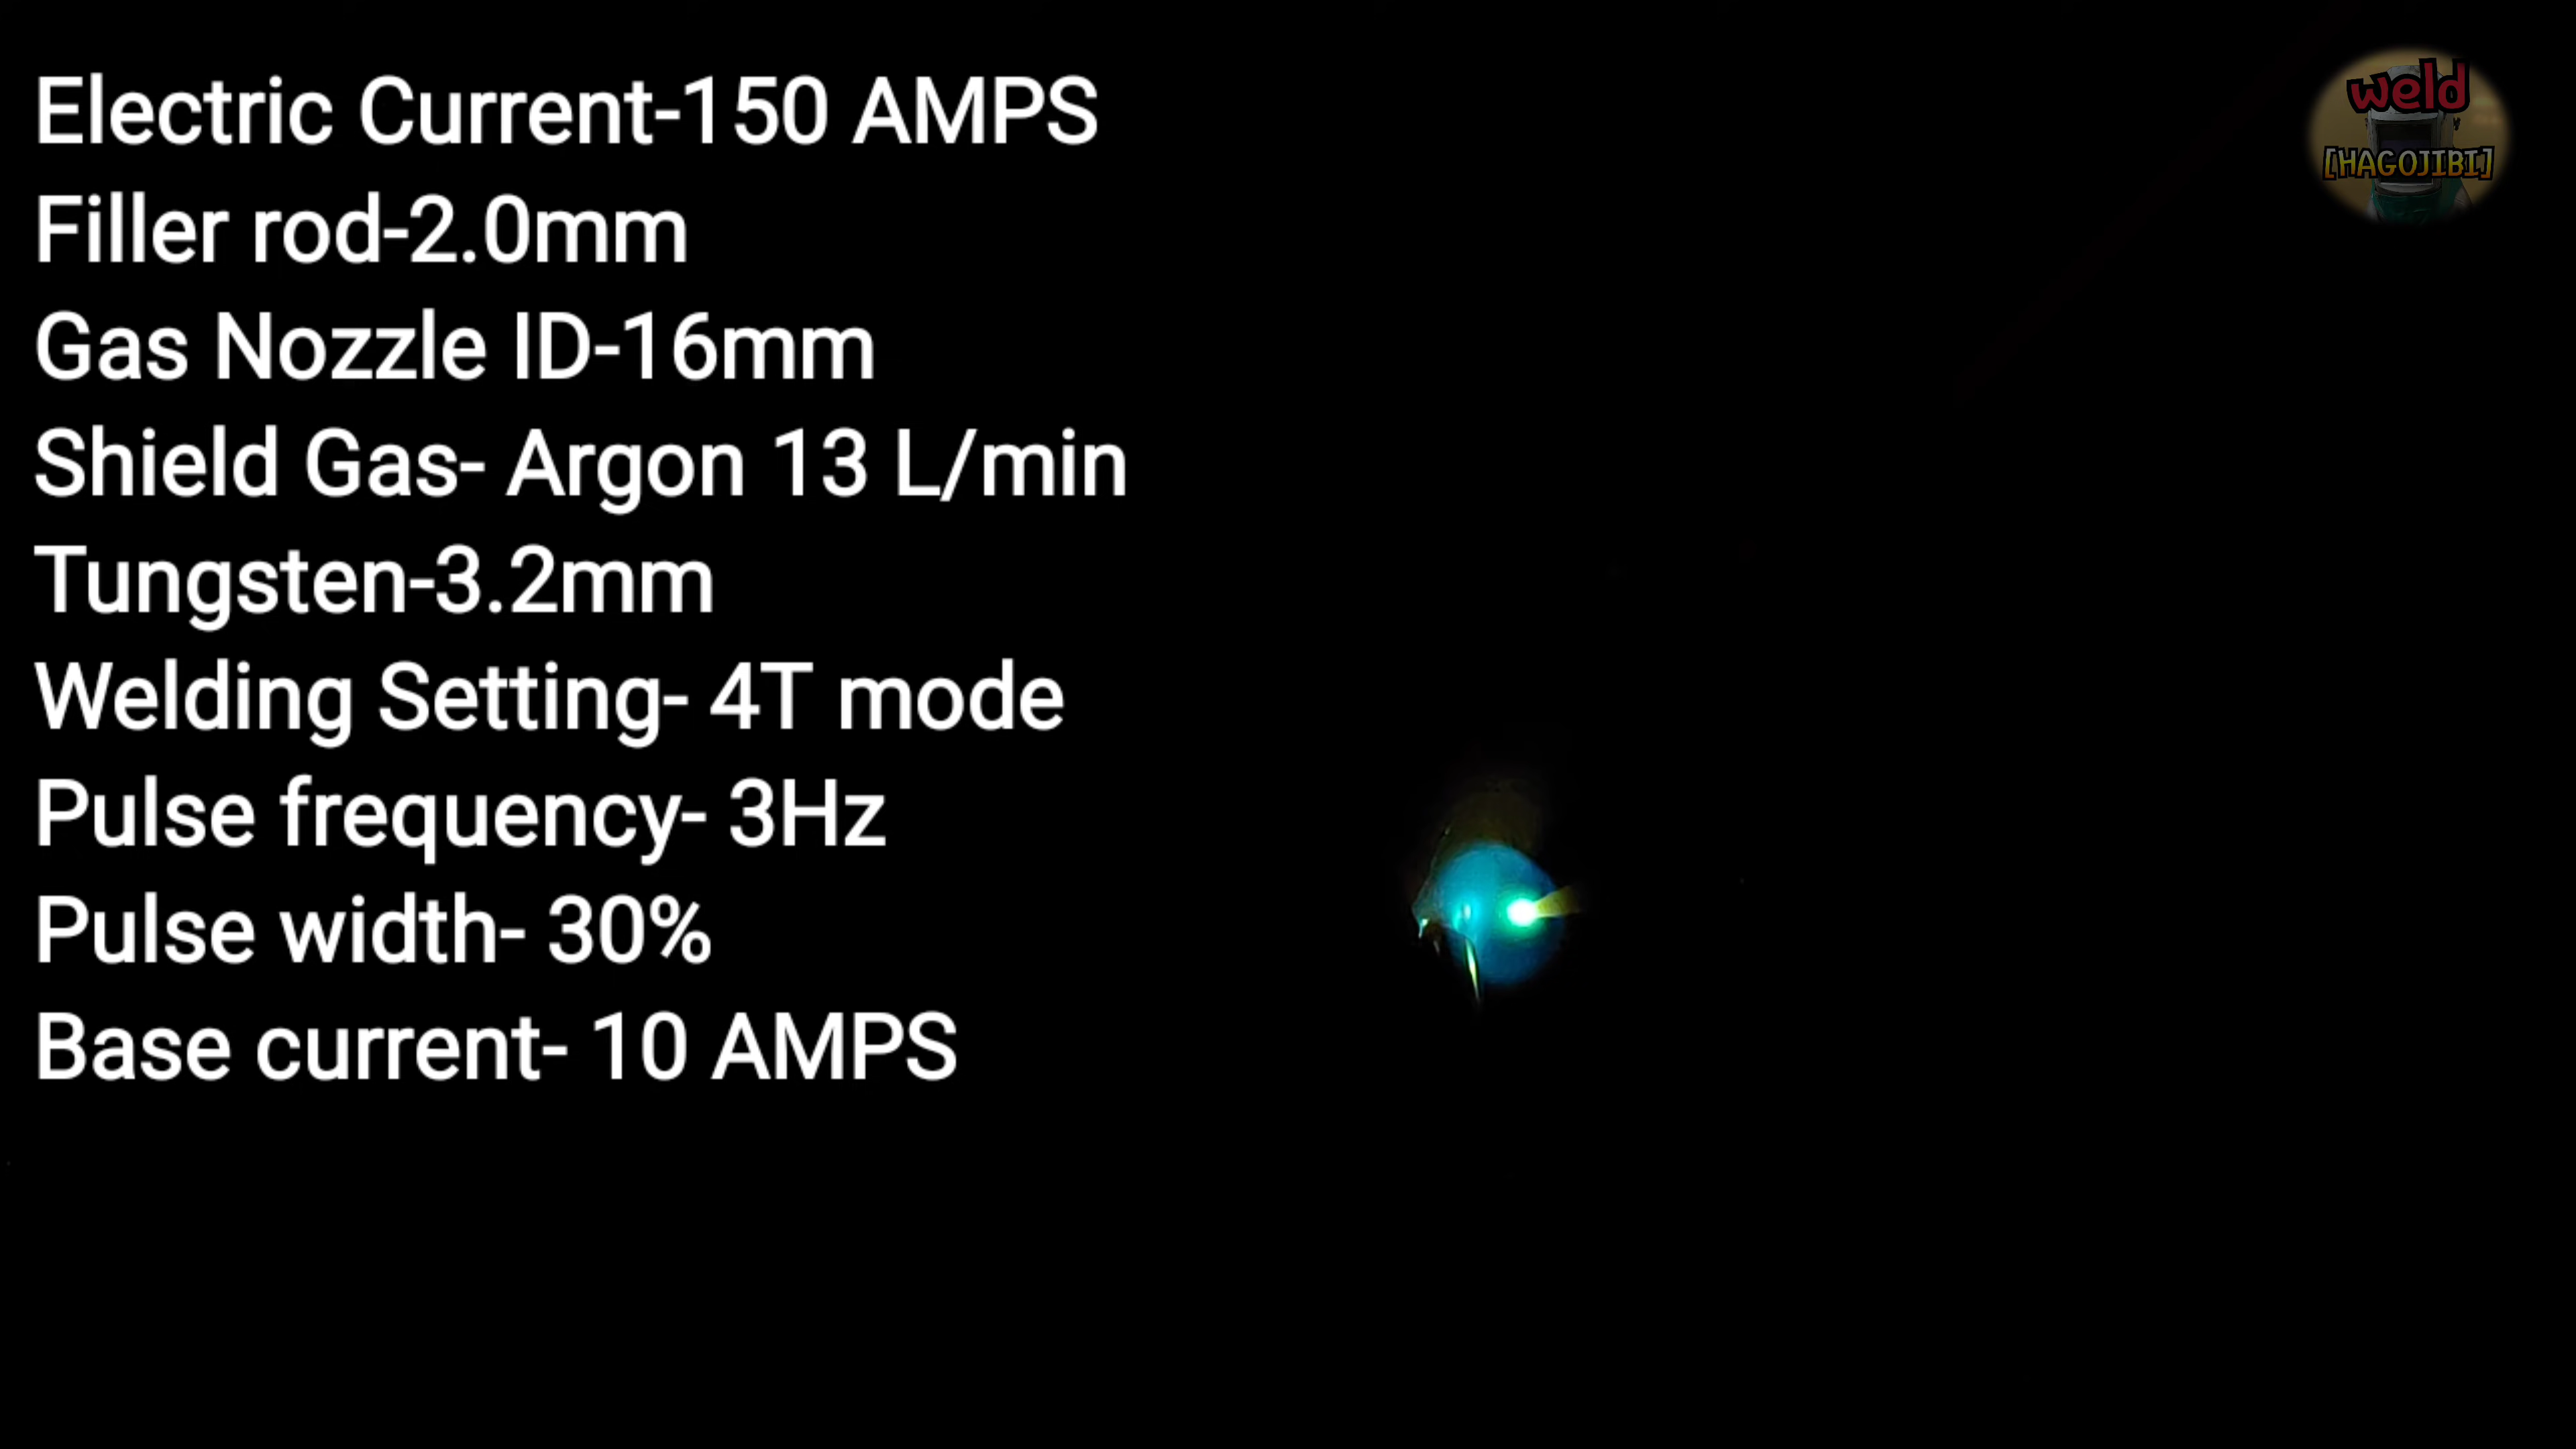 Electric Current-150 AMPS
Filler rod-2.0mm
Gas Nozzle ID-16mm
Shield Gas- Argon 13 L/min
Tungsten-3.2mm
Welding Setting- 4T mode
Pulse frequency- 3Hz
Pulse width- 30%
Base current- 10 AMPS
weld
[HAGOJIBI]